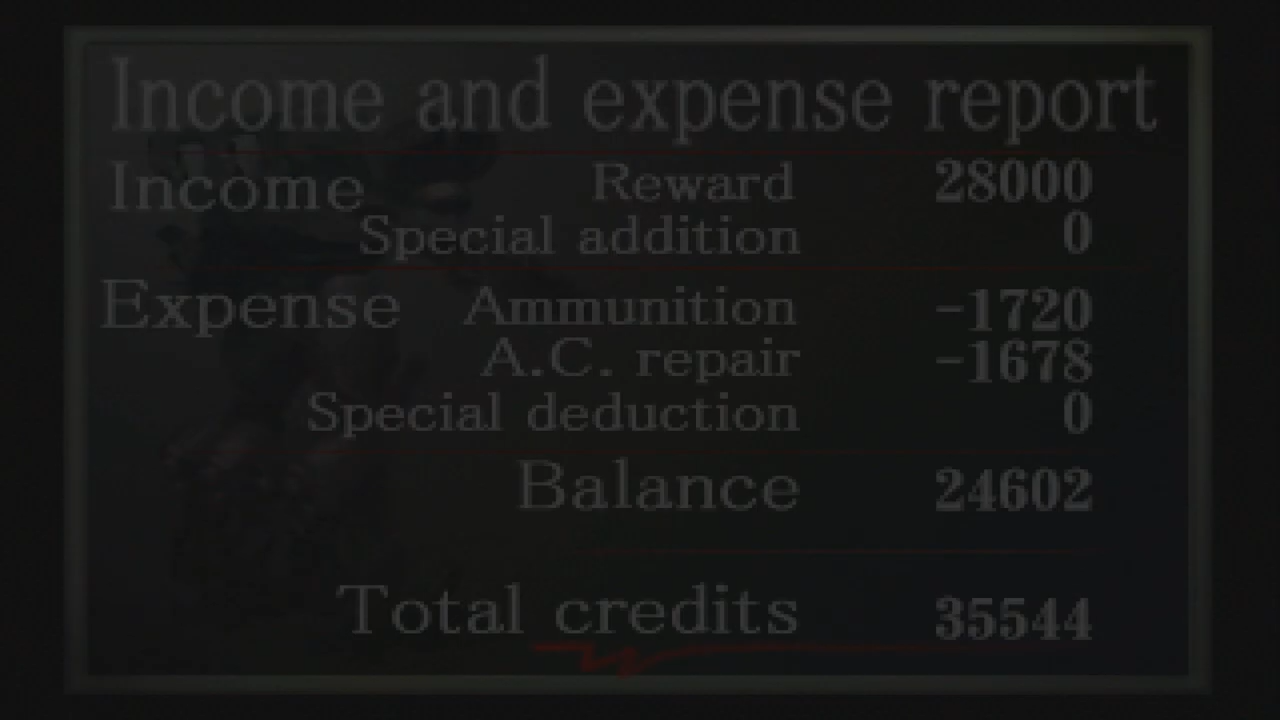 Income and expense report
Income Reward 28000
Special addition 0
Expense Ammunition -1720
A.C. repair -1678
Special deduction 0
Balance 24602
Total credits 35544